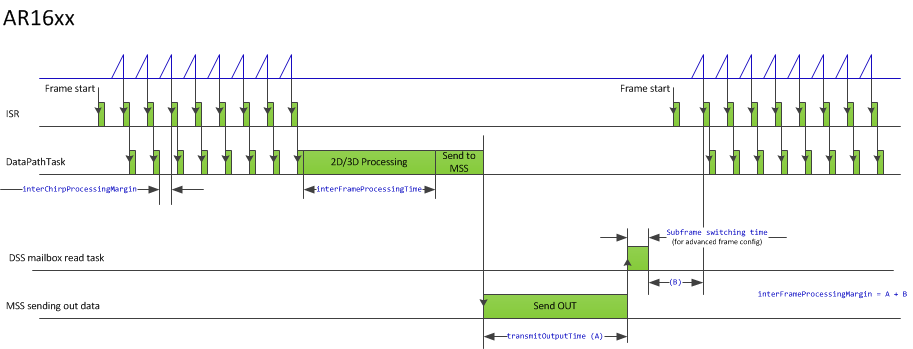 AR16xx
Frame start
Frame start
ISR
DataPathTask
2D/3D Processing
Send to
MSS
interChirpProcessingMargin
interFrameProcessingTime
Subframe switching time
(for advanced frame config)
DSS mailbox read task
(B)
interFrameProcessingMargin = A + B
MSS sending out data
Send OUT
transmitOutputTime (A)